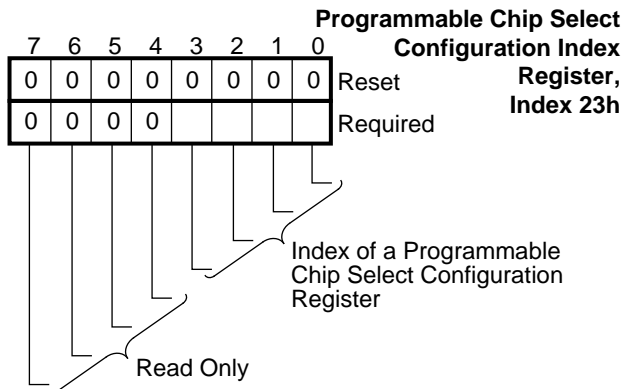 Programmable Chip Select
Configuration Index
Register,
Index 23h
7 6 5 4 3 2 1 0
0 0 0 0 0 0 0 0 Reset
0 0 0 0 Required
Index of a Programmable
Chip Select Configuration
Register
Read Only